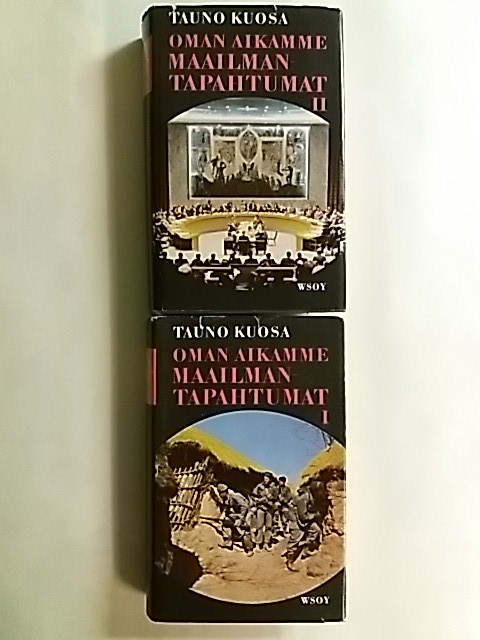 TAUNO KUOSA
OMAN AIKAMME
MAAILMAN-
TAPAHTUMAT
II
WSOY
TAUNO KUOSA
OMAN AIKAMME
MAAILMAN-
TAPAHTUMAT
I
WSOY